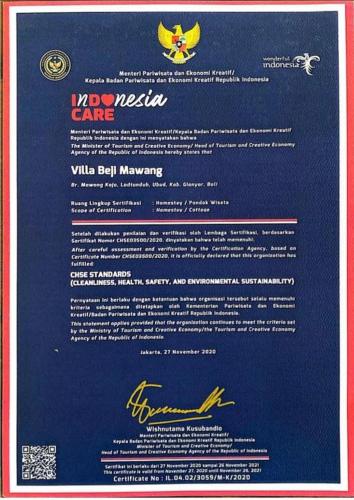 wonderful
indonesia
Menteri Pariwisata dan Ekonomi Kreatif/
Kepala Badan Pariwisata dan Ekonomi Kreatif Republik Indonesia
INDONESIA
CARE
Menteri Pariwisata dan Ekonomi Kreatif/Kepala Badan Pariwisata dan Ekonomi Kreatif
Republik Indonesia dengan ini menyatakan bahwa
The Minister of Tourism and Creative Economy/ Head of Tourism and Creative Economy
Agency of the Republic of Indonesia hereby states that
Villa Beji Mawang
Br. Mawang Kaja, Lodtunduh, Ubud, Kab. Gianyar, Bali
Ruang Lingkup Sertifikasi : Homestay / Pondok Wisata
Scope of Certification : Homestay / Cottage
Setelah dilakukan penilaian dan verifikasi oleh Lembaga Sertifikasi, berdasarkan
Sertifikat Nomor CHSE03500/2020, dinyatakan bahwa telah memenuhi:
After careful assessment and verification by the Certification Agency, based on
Certificate Number CHSE03500/2020, it is officially declared that this organization has
fulfilled:
CHSE STANDARDS
(CLEANLINESS, HEALTH, SAFETY, AND ENVIRONMENTAL SUSTAINABILITY)
Pernyataan ini berlaku dengan ketentuan bahwa organisasi tersebut selalu memenuhi
kriteria sebagaimana ditetapkan oleh Kementerian Pariwisata dan Ekonomi
Kreatif/Badan Pariwisata dan Ekonomi Kreatif Republik Indonesia.
This statement applies provided that the organization continues to meet the criteria set
by the Ministry of Tourism and Creative Economy/the Tourism and Creative Economy
Agency of the Republic of Indonesia.
Jakarta, 27 November 2020
Wishnutama Kusubandio
Menteri Pariwisata dan Ekonomi Kreatif/
Kepala Badan Pariwisata dan Ekonomi Kreatif Republik Indonesia
Minister of Tourism and Creative Economy/
Head of Tourism and Creative Economy Agency of the Republic of Indonesia
Sertifikat ini berlaku dari 27 November 2020 sampai 26 November 2021
This certificate is valid from November 27, 2020 until November 26, 2021
Certificate No : IL.04.02/3059/M-K/2020